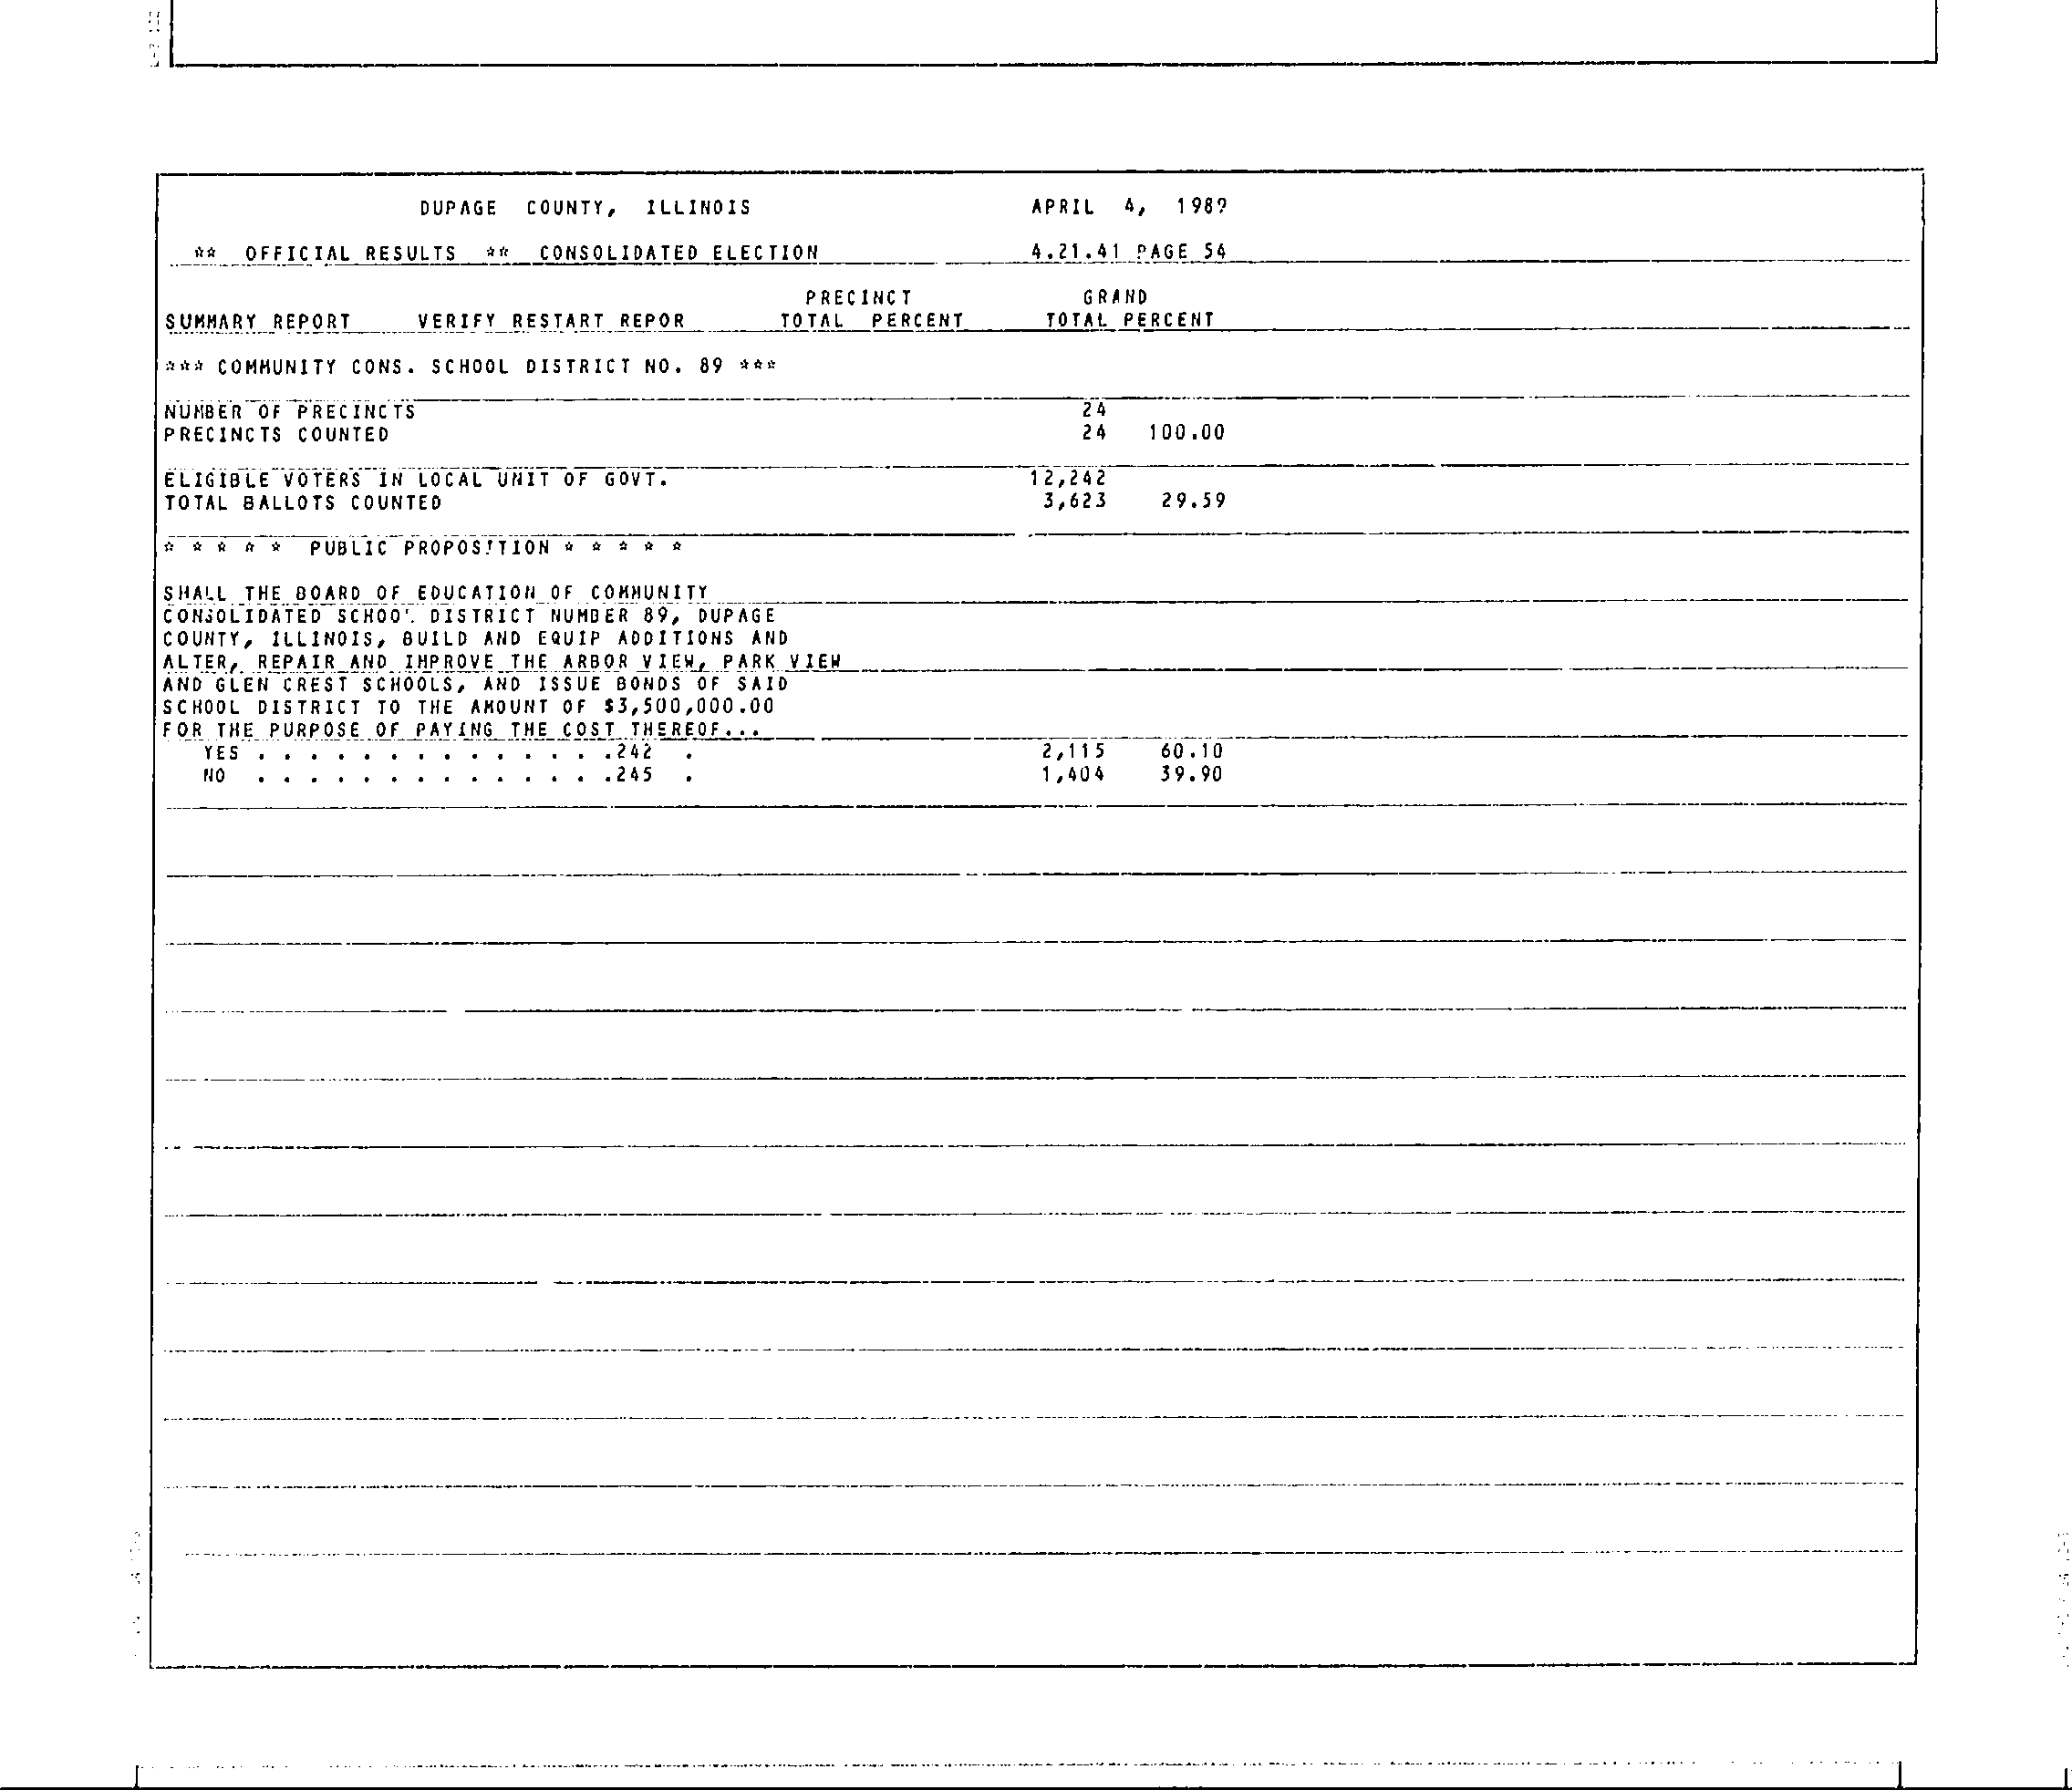 DUPAGE COUNTY, ILLINOIS APRIL 4, 1989
** OFFICIAL RESULTS ** CONSOLIDATED ELECTION 4.21.41 PAGE 54
PRECINCT GRAND
SUMMARY REPORT VERIFY RESTART REPOR TOTAL PERCENT TOTAL PERCENT
*** COMMUNITY CONS. SCHOOL DISTRICT NO. 89 ***
NUMBER OF PRECINCTS 24
PRECINCTS COUNTED 24 100.00
ELIGIBLE VOTERS IN LOCAL UNIT OF GOVT. 12,242
TOTAL BALLOTS COUNTED 3,623 29.59
* * * * * PUBLIC PROPOSITION * * * * *
SHALL THE BOARD OF EDUCATION OF COMMUNITY
CONSOLIDATED SCHOOL DISTRICT NUMBER 89, DUPAGE
COUNTY, ILLINOIS, BUILD AND EQUIP ADDITIONS AND
ALTER, REPAIR AND IMPROVE THE ARBOR VIEW, PARK VIEW
AND GLEN CREST SCHOOLS, AND ISSUE BONDS OF SAID
SCHOOL DISTRICT TO THE AMOUNT OF $3,500,000.00
FOR THE PURPOSE OF PAYING THE COST THEREOF...
YES . . . . . . . . . . . . . .242 . 2,115 60.10
NO . . . . . . . . . . . . . .245 . 1,404 39.90